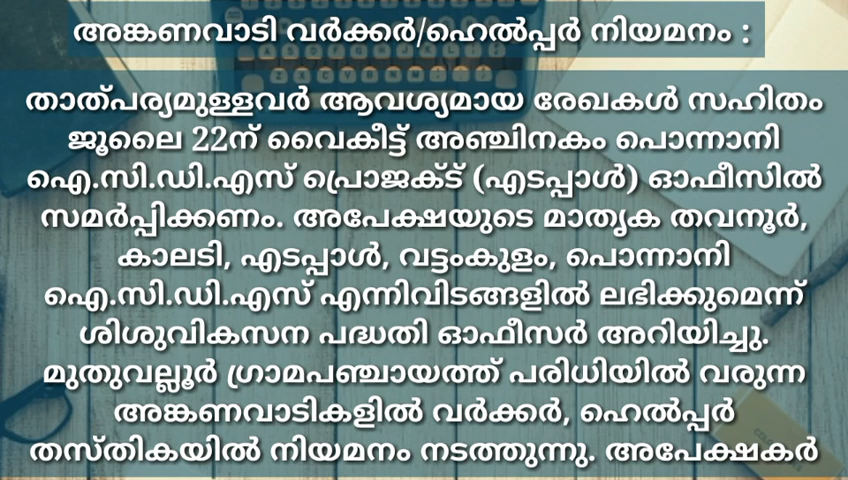 അങ്കണവാടി വർക്കർ/ഹെൽപ്പർ നിയമനം :
താത്പര്യമുള്ളവർ ആവശ്യമായ രേഖകൾ സഹിതം
ജൂലൈ 22ന് വൈകീട്ട് അഞ്ചിനകം പൊന്നാനി
ഐ.സി.ഡി.എസ് പ്രൊജക്ട് (എടപ്പാൾ) ഓഫീസിൽ
സമർപ്പിക്കണം. അപേക്ഷയുടെ മാതൃക തവനൂർ,
കാലടി, എടപ്പാൾ, വട്ടംകുളം, പൊന്നാനി
ഐ.സി.ഡി.എസ് എന്നിവിടങ്ങളിൽ ലഭിക്കുമെന്ന്
ശിശുവികസന പദ്ധതി ഓഫീസർ അറിയിച്ചു.
മുതുവല്ലൂർ ഗ്രാമപഞ്ചായത്ത് പരിധിയിൽ വരുന്ന
അങ്കണവാടികളിൽ വർക്കർ, ഹെൽപ്പർ
തസ്തികയിൽ നിയമനം നടത്തുന്നു. അപേക്ഷകർ